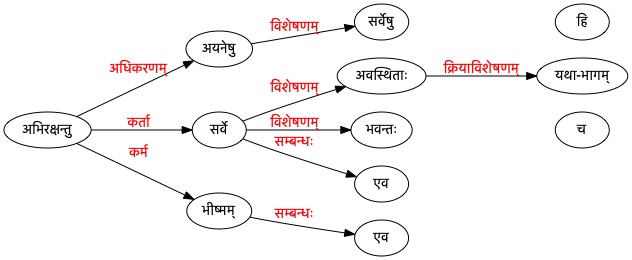 सर्वेषु
हि
विशेषणम्
अयनेषु
अधिकरणम्
अवस्थिताः
क्रियाविशेषणम्
यथा-भागम्
विशेषणम्
अभिरक्षन्तु
कर्ता
सर्वे
विशेषणम्
भवन्तः
च
सम्बन्धः
कर्म
एव
भीष्मम्
सम्बन्धः
एव